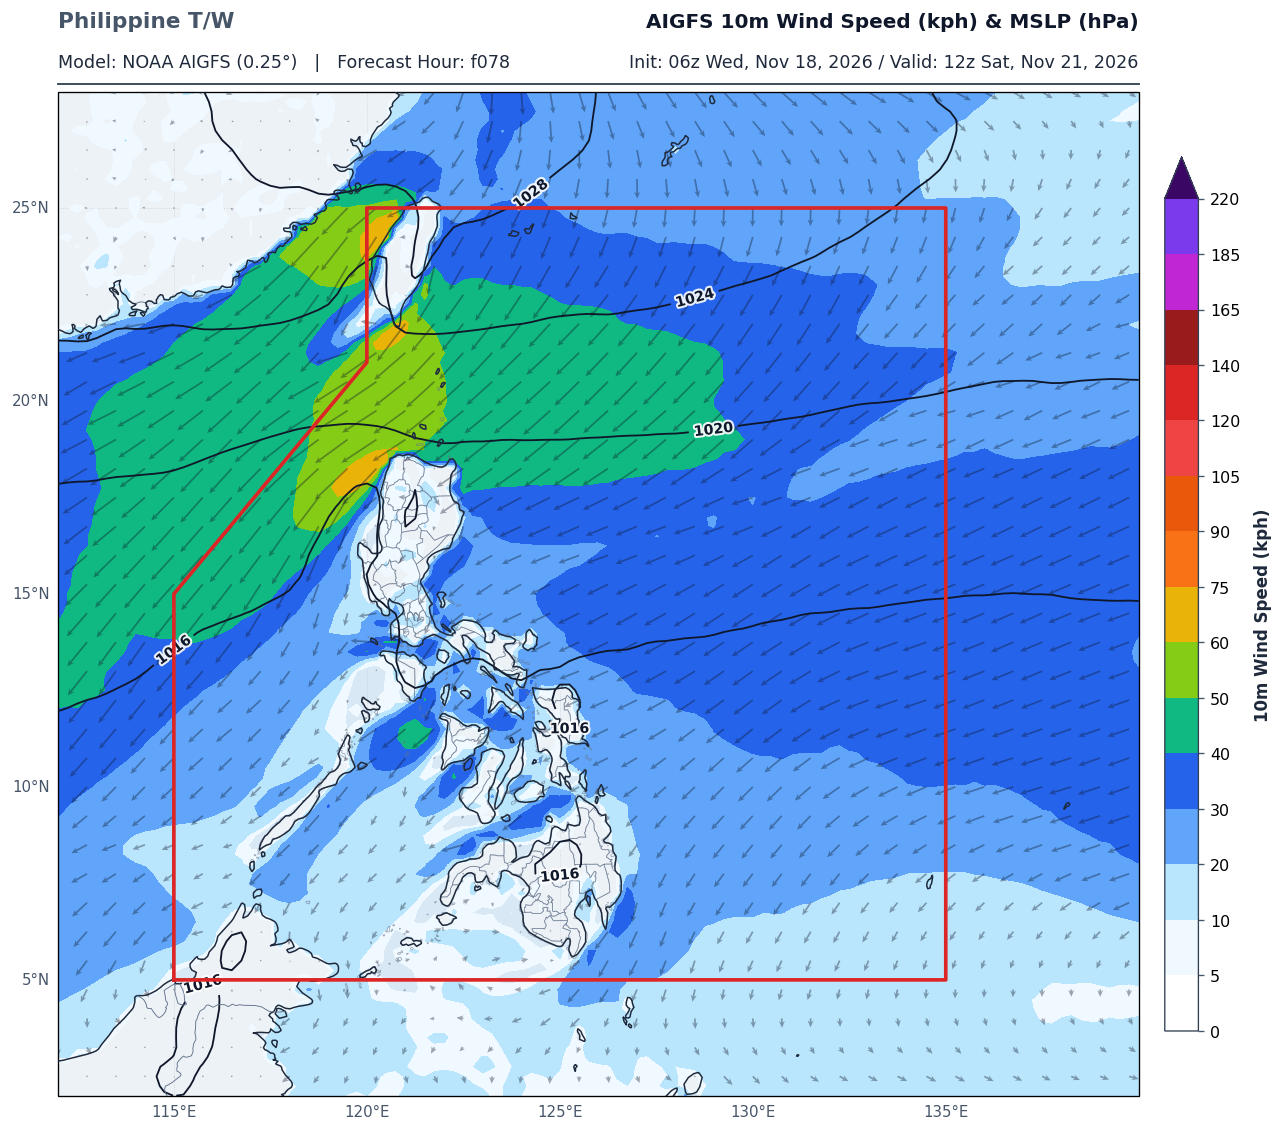 Philippine T/W
AIGFS 10m Wind Speed (kph) & MSLP (hPa)
Model: NOAA AIGFS (0.25°)   |   Forecast Hour: f078
Init: 06z Wed, Nov 18, 2026 / Valid: 12z Sat, Nov 21, 2026
25°N
20°N
15°N
10°N
5°N
115°E
120°E
125°E
130°E
135°E
1028
1024
1020
1016
1016
1016
1016
220
185
165
140
120
105
90
75
60
50
40
30
20
10
5
0
10m Wind Speed (kph)